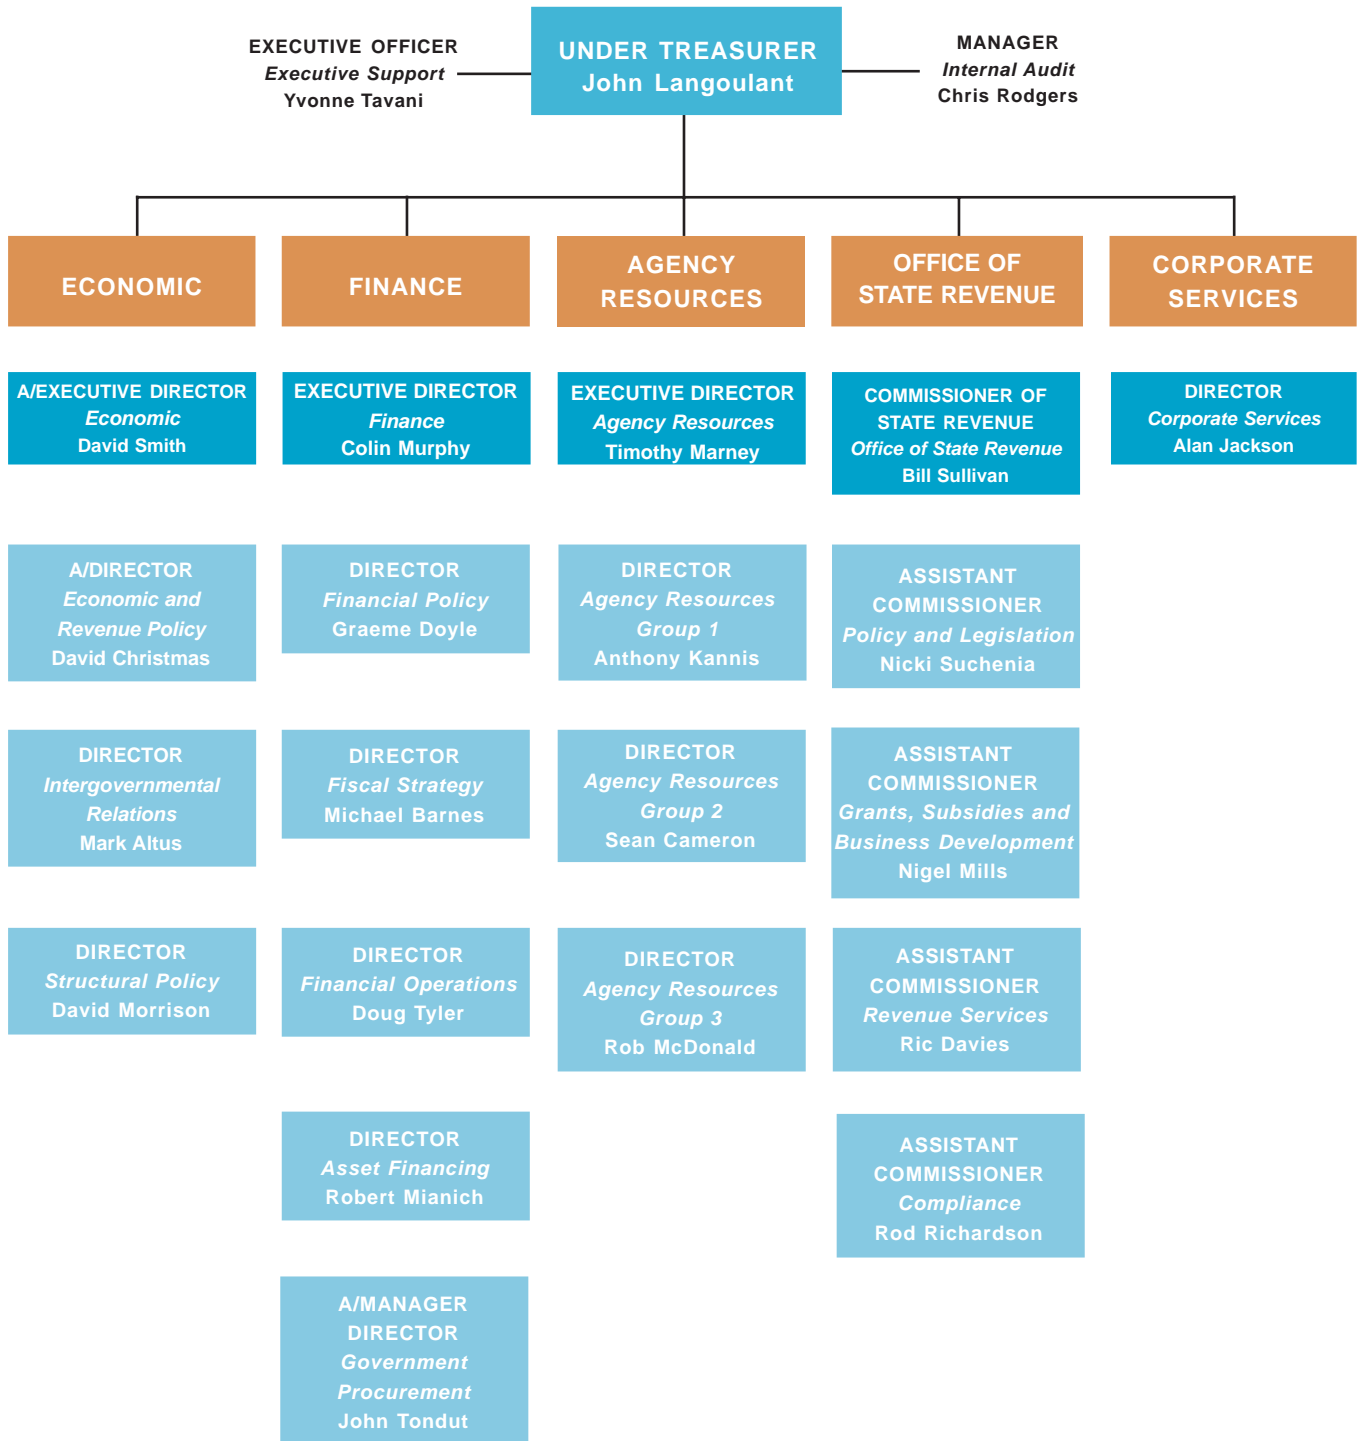 EXECUTIVE OFFICER
Executive Support
Yvonne Tavani
UNDER TREASURER
John Langoulant
MANAGER
Internal Audit
Chris Rodgers
ECONOMIC
FINANCE
AGENCY
RESOURCES
OFFICE OF
STATE REVENUE
CORPORATE
SERVICES
A/EXECUTIVE DIRECTOR
Economic
David Smith
EXECUTIVE DIRECTOR
Finance
Colin Murphy
EXECUTIVE DIRECTOR
Agency Resources
Timothy Marney
COMMISSIONER OF
STATE REVENUE
Office of State Revenue
Bill Sullivan
DIRECTOR
Corporate Services
Alan Jackson
A/DIRECTOR
Economic and
Revenue Policy
David Christmas
DIRECTOR
Financial Policy
Graeme Doyle
DIRECTOR
Agency Resources
Group 1
Anthony Kannis
ASSISTANT
COMMISSIONER
Policy and Legislation
Nicki Suchenia
DIRECTOR
Intergovernmental
Relations
Mark Altus
DIRECTOR
Fiscal Strategy
Michael Barnes
DIRECTOR
Agency Resources
Group 2
Sean Cameron
ASSISTANT
COMMISSIONER
Grants, Subsidies and
Business Development
Nigel Mills
DIRECTOR
Structural Policy
David Morrison
DIRECTOR
Financial Operations
Doug Tyler
DIRECTOR
Agency Resources
Group 3
Rob McDonald
ASSISTANT
COMMISSIONER
Revenue Services
Ric Davies
DIRECTOR
Asset Financing
Robert Mianich
ASSISTANT
COMMISSIONER
Compliance
Rod Richardson
A/MANAGER
DIRECTOR
Government
Procurement
John Tondut